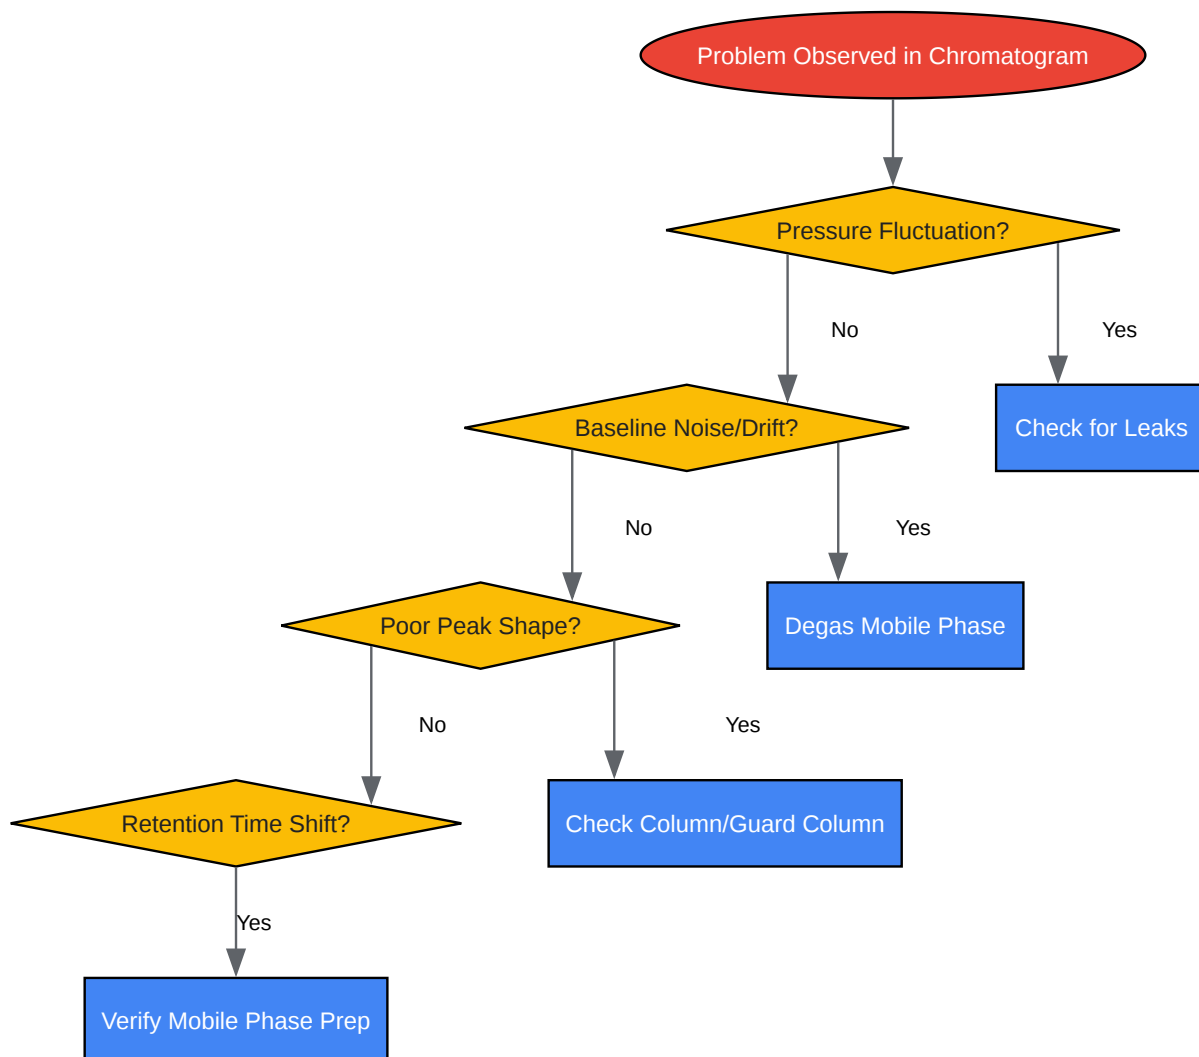 Problem Observed in Chromatogram
Pressure Fluctuation?
No
Yes
Baseline Noise/Drift?
Check for Leaks
No
Yes
Poor Peak Shape?
Degas Mobile Phase
No
Yes
Retention Time Shift?
Check Column/Guard Column
Yes
Verify Mobile Phase Prep